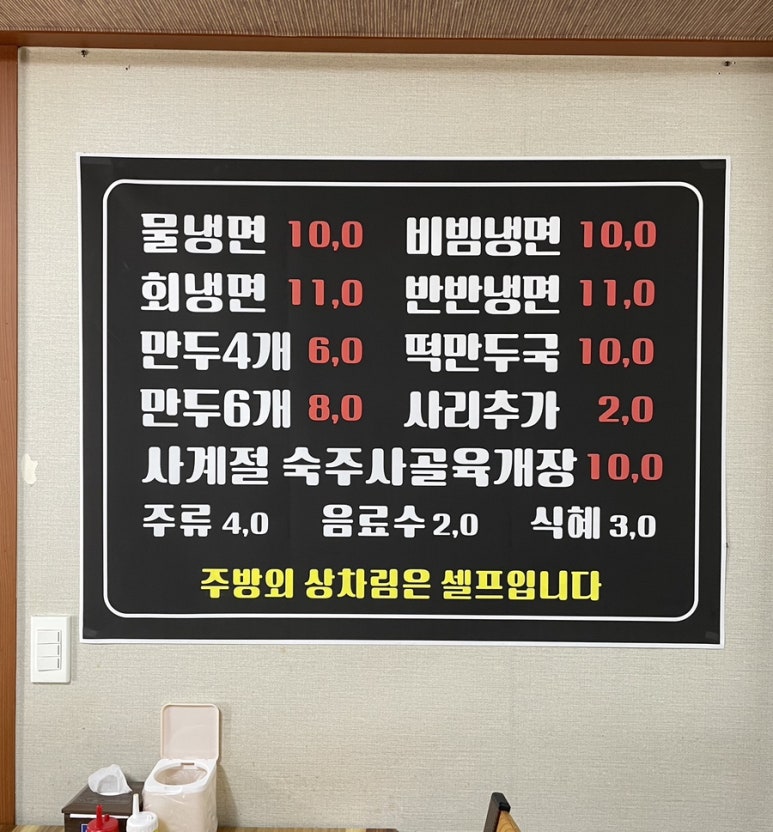 물냉면 10,0 비빔냉면 10,0
회냉면 11,0 반반냉면 11,0
만두4개 6,0 떡만두국 10,0
만두6개 8,0 사리추가 2,0
사계절 숙주사골육개장 10,0
주류 4,0 음료수 2,0 식혜 3,0
주방외 상차림은 셀프입니다